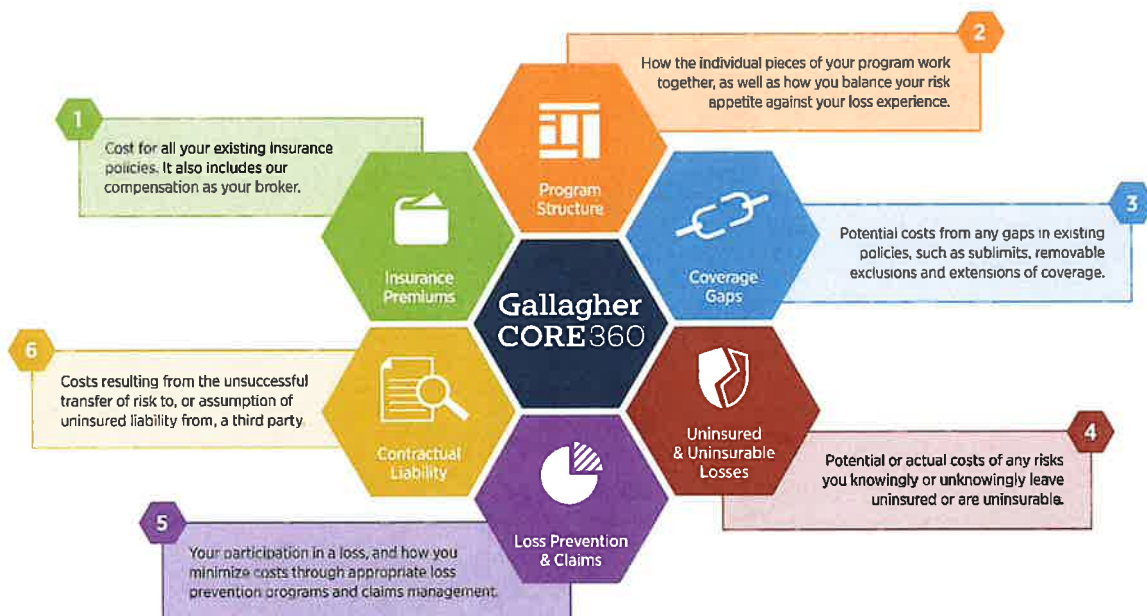 1
Cost for all your existing insurance
policies. It also includes our
compensation as your broker.
Insurance
Premiums
2
How the individual pieces of your program work
together, as well as how you balance your risk
appetite against your loss experience.
Program
Structure
3
Potential costs from any gaps in existing
policies, such as sublimits, removable
exclusions and extensions of coverage.
Coverage
Gaps
Gallagher
CORE360
4
Potential or actual costs of any risks
you knowingly or unknowingly leave
uninsured or are uninsurable.
Uninsured
& Uninsurable
Losses
5
Your participation in a loss, and how you
minimize costs through appropriate loss
prevention programs and claims management.
Loss Prevention
& Claims
6
Costs resulting from the unsuccessful
transfer of risk to, or assumption of
uninsured liability from, a third party
Contractual
Liability